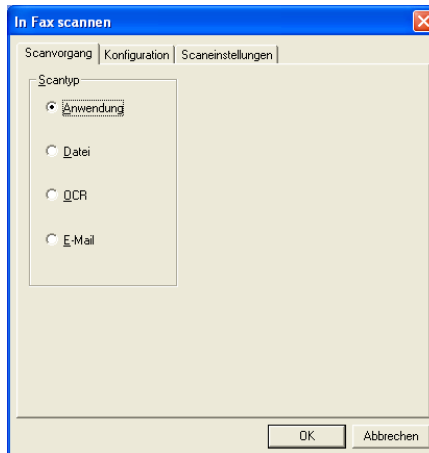 In Fax scannen
Scanvorgang Konfiguration Scaneinstellungen
Scantyp
Anwendung
Datei
OCR
E-Mail
OK Abbrechen